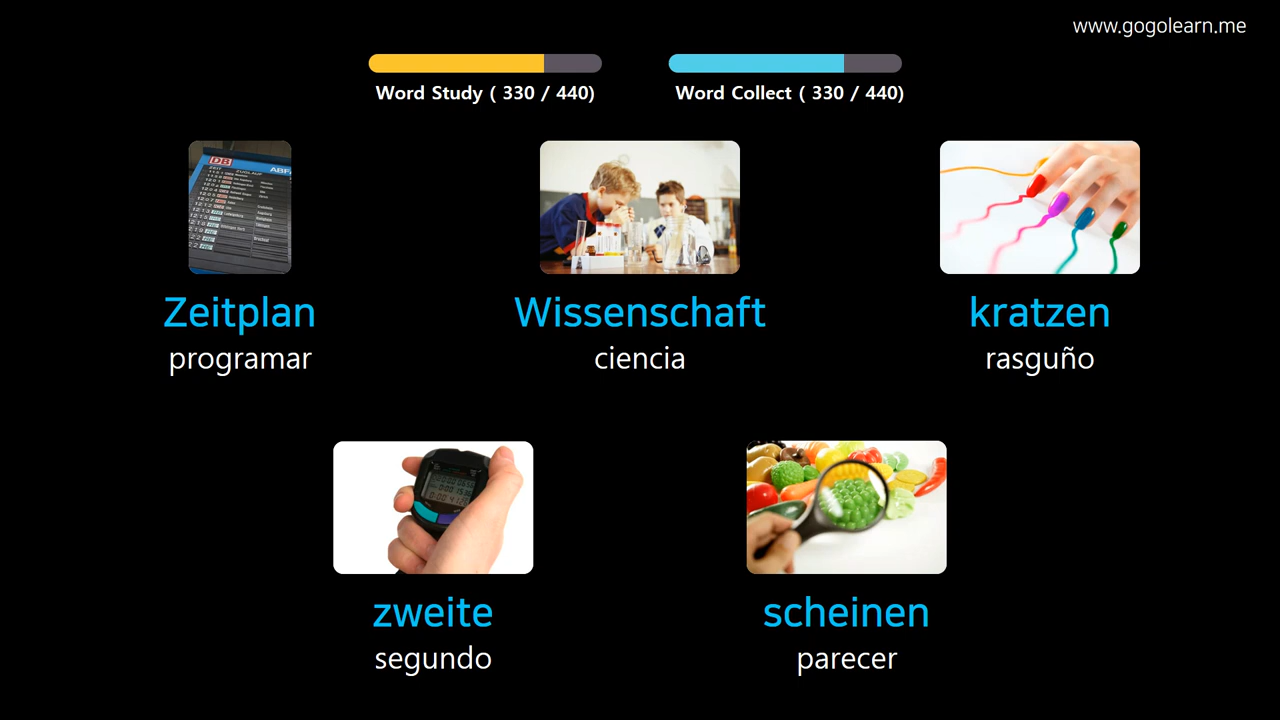 www.gogolearn.me
Word Study ( 330 / 440)
Word Collect ( 330 / 440)
DB
Zeitplan
programar
Wissenschaft
ciencia
kratzen
rasguño
zweite
segundo
scheinen
parecer